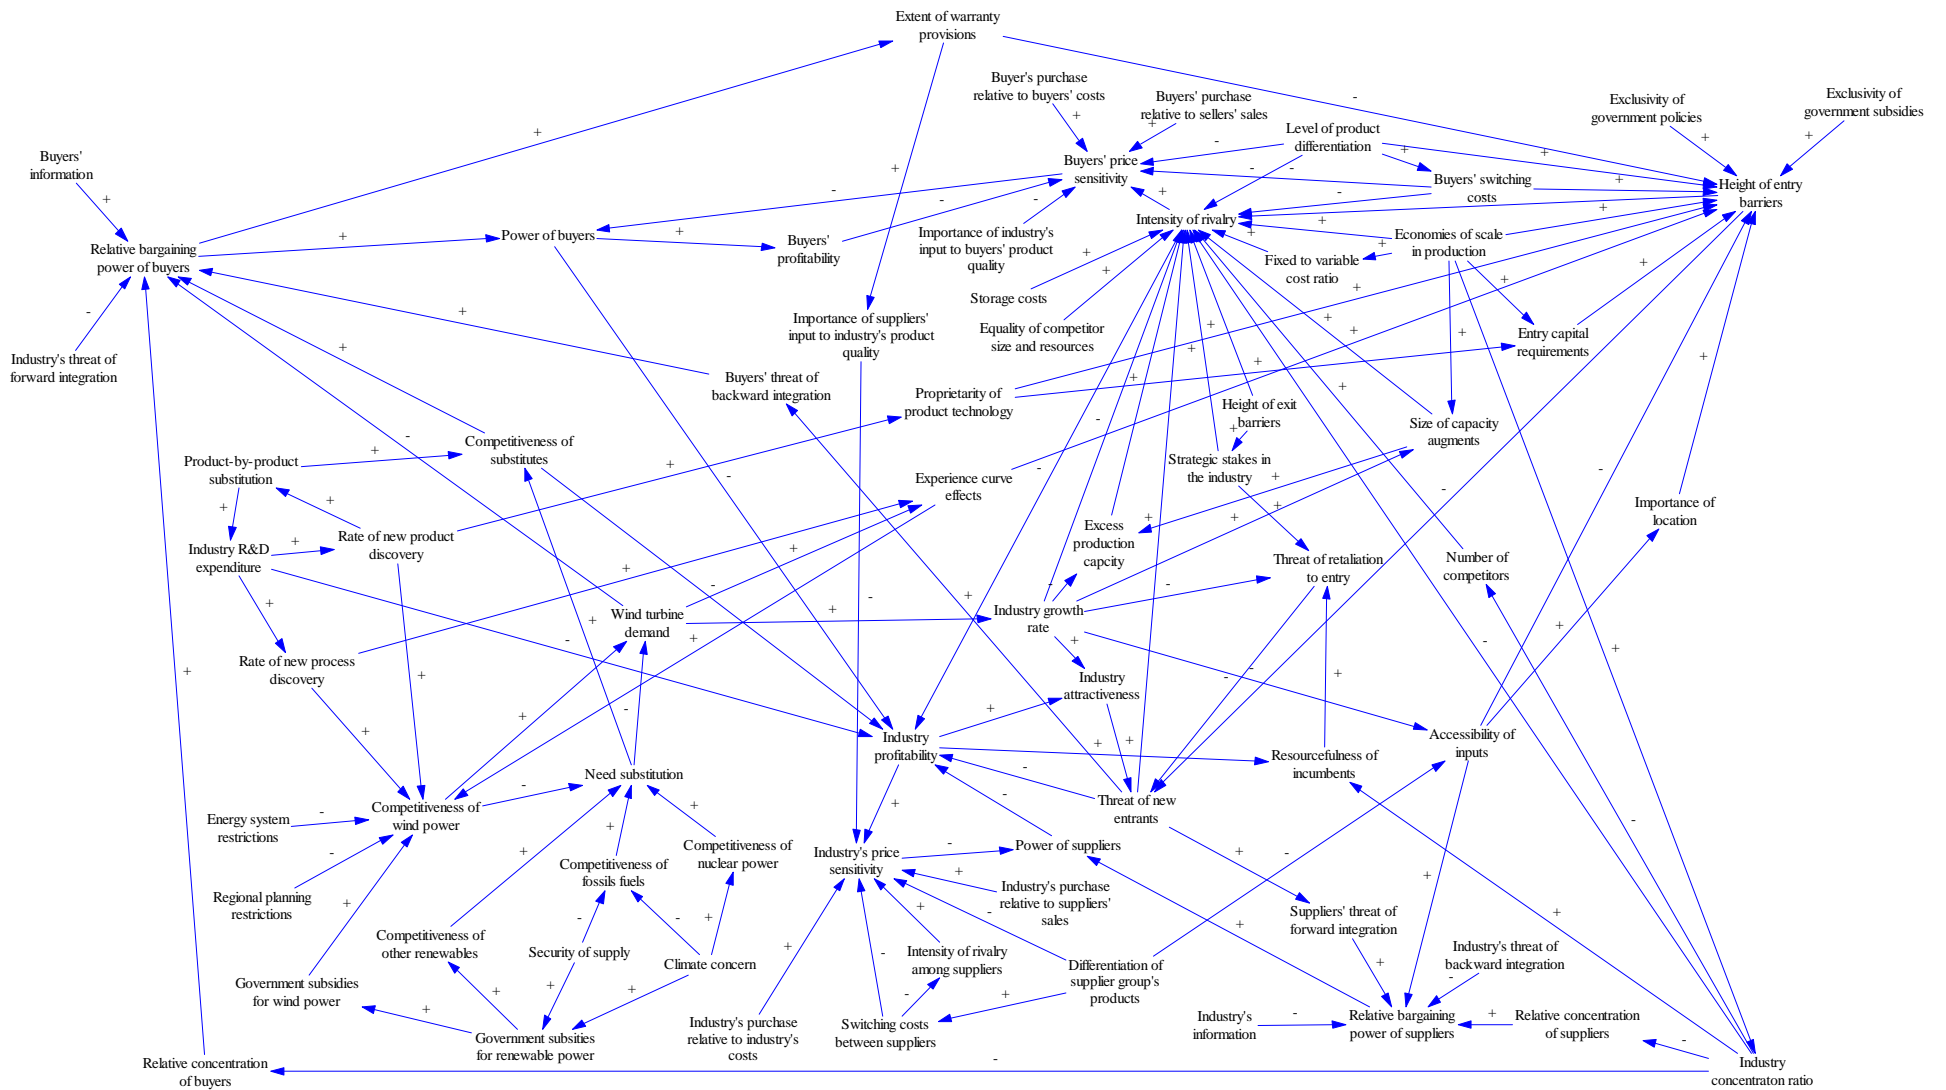 Extent of warranty
provisions
Buyer's purchase
relative to buyers' costs
Buyers' purchase
relative to sellers' sales
Exclusivity of
government policies
Exclusivity of
government subsidies
Level of product
differentiation
Buyers'
information
Buyers' price
sensitivity
Buyers' switching
costs
Height of entry
barriers
Intensity of rivalry
Relative bargaining
power of buyers
Power of buyers
Buyers'
profitability
Importance of industry's
input to buyers' product
quality
Economies of scale
in production
Fixed to variable
cost ratio
Storage costs
Equality of competitor
size and resources
Importance of suppliers'
input to industry's product
quality
Entry capital
requirements
Industry's threat of
forward integration
Buyers' threat of
backward integration
Proprietarity of
product technology
Height of exit
barriers
Size of capacity
augments
Competitiveness of
substitutes
Product-by-product
substitution
Strategic stakes in
the industry
Experience curve
effects
Importance of
location
Industry R&D
expenditure
Rate of new product
discovery
Excess
production
capcity
Threat of retaliation
to entry
Number of
competitors
Wind turbine
demand
Industry growth
rate
Rate of new process
discovery
Industry
attractiveness
Industry
profitability
Accessibility of
inputs
Resourcefulness of
incumbents
Need substitution
Competitiveness of
wind power
Threat of new
entrants
Energy system
restrictions
Competitiveness of
nuclear power
Industry's price
sensitivity
Power of suppliers
Competitiveness of
fossils fuels
Regional planning
restrictions
Industry's purchase
relative to suppliers'
sales
Suppliers' threat of
forward integration
Competitiveness of
other renewables
Security of supply
Climate concern
Intensity of rivalry
among suppliers
Differentiation of
supplier group's
products
Industry's threat of
backward integration
Government subsidies
for wind power
Industry's purchase
relative to industry's
costs
Switching costs
between suppliers
Industry's
information
Relative bargaining
power of suppliers
Relative concentration
of suppliers
Government subsities
for renewable power
Relative concentration
of buyers
Industry
concentraton ratio